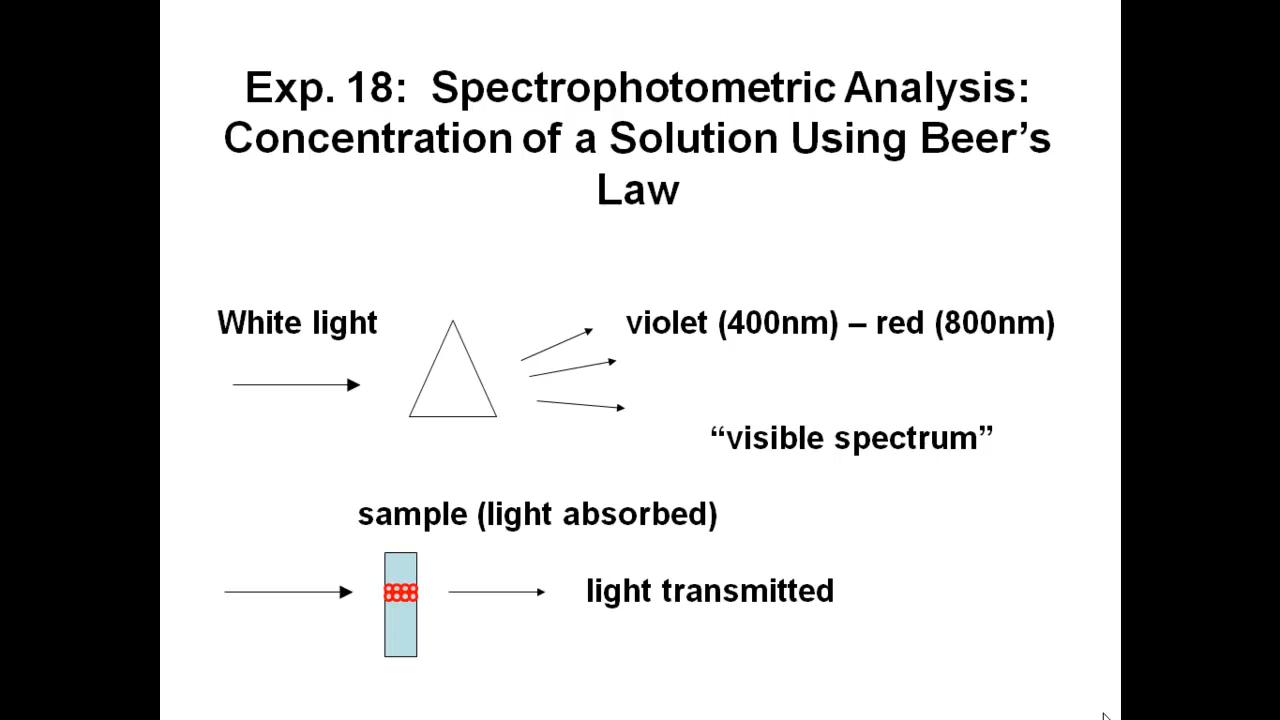 Exp. 18:  Spectrophotometric Analysis:
Concentration of a Solution Using Beer’s
Law
White light
violet (400nm) – red (800nm)
“visible spectrum”
sample (light absorbed)
light transmitted